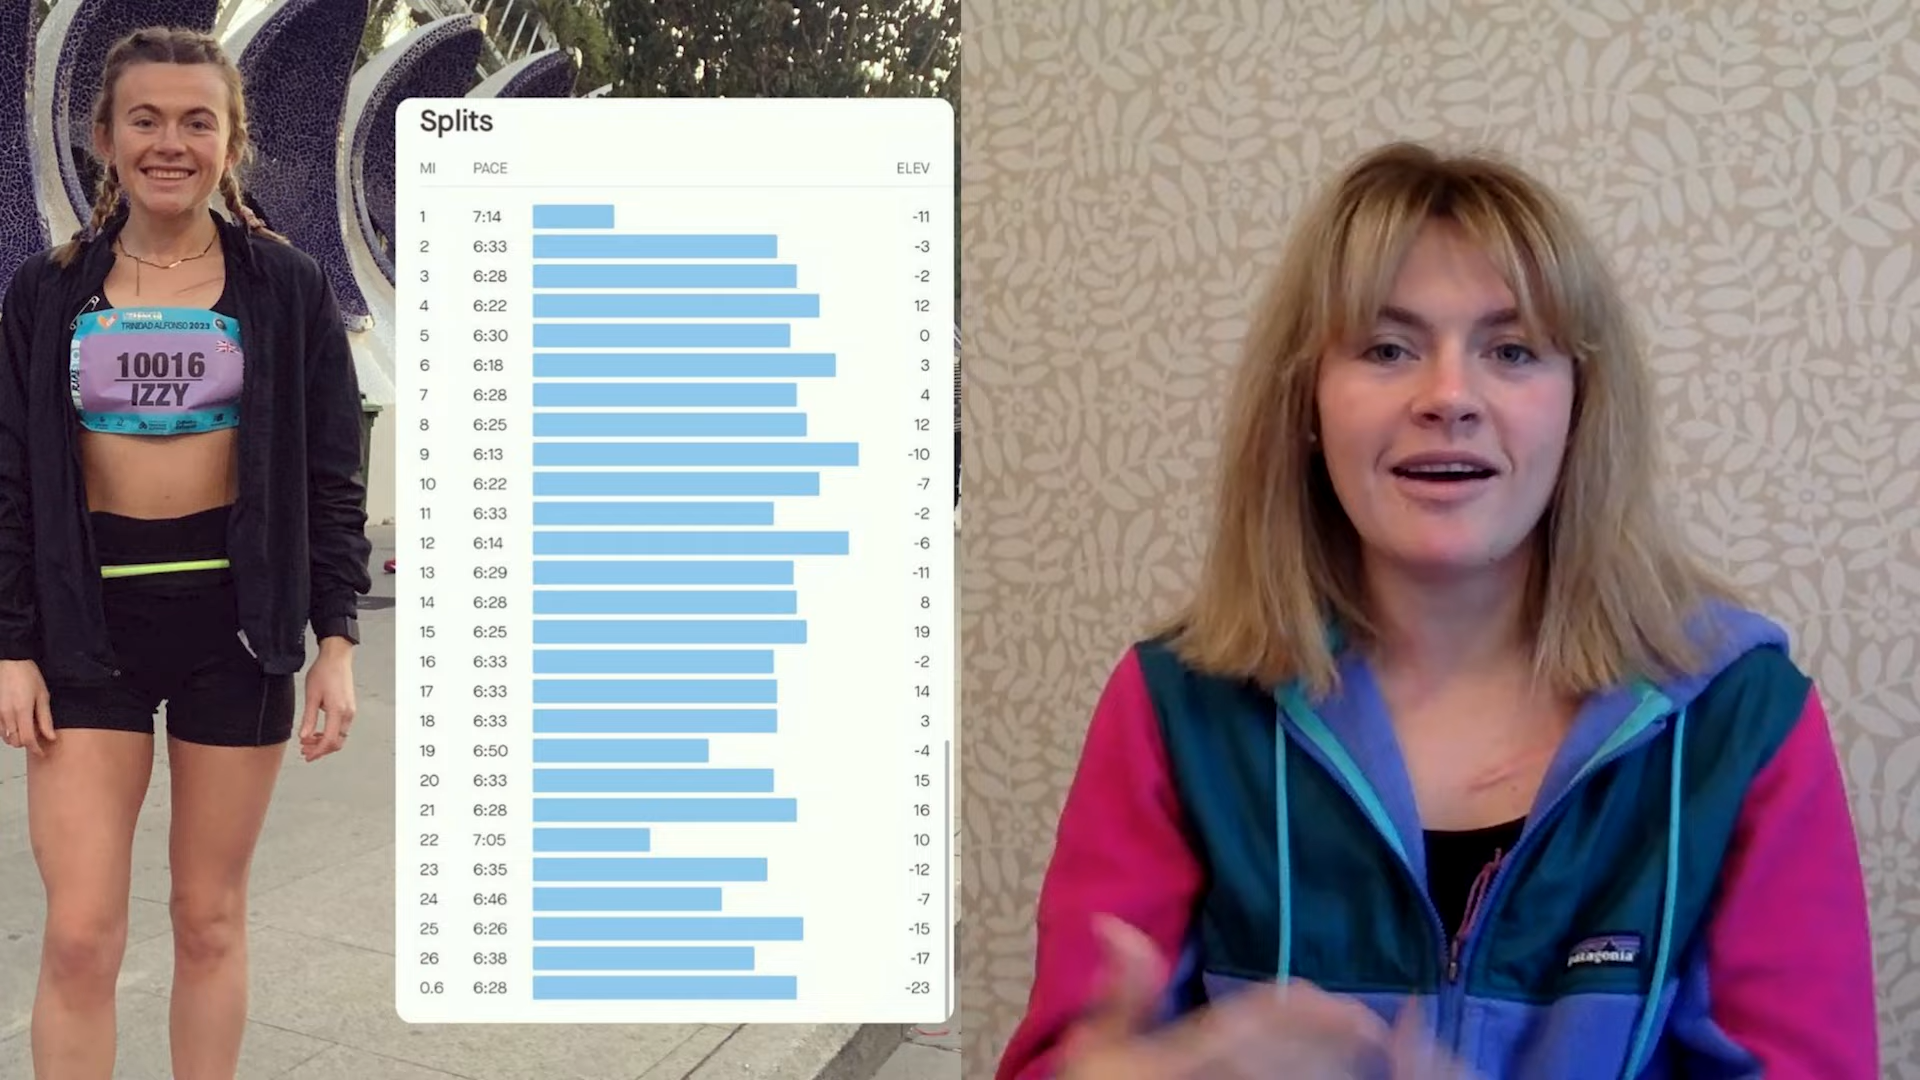 TRINIDAD ALFONSO 2023
10016
IZZY
Splits
MI PACE ELEV
1 7:14 -11
2 6:33 -3
3 6:28 -2
4 6:22 12
5 6:30 0
6 6:18 3
7 6:28 4
8 6:25 12
9 6:13 -10
10 6:22 -7
11 6:33 -2
12 6:14 -6
13 6:29 -11
14 6:28 8
15 6:25 19
16 6:33 -2
17 6:33 14
18 6:33 3
19 6:50 -4
20 6:33 15
21 6:28 16
22 7:05 10
23 6:35 -12
24 6:46 -7
25 6:26 -15
26 6:38 -17
0.6 6:28 -23
patagonia